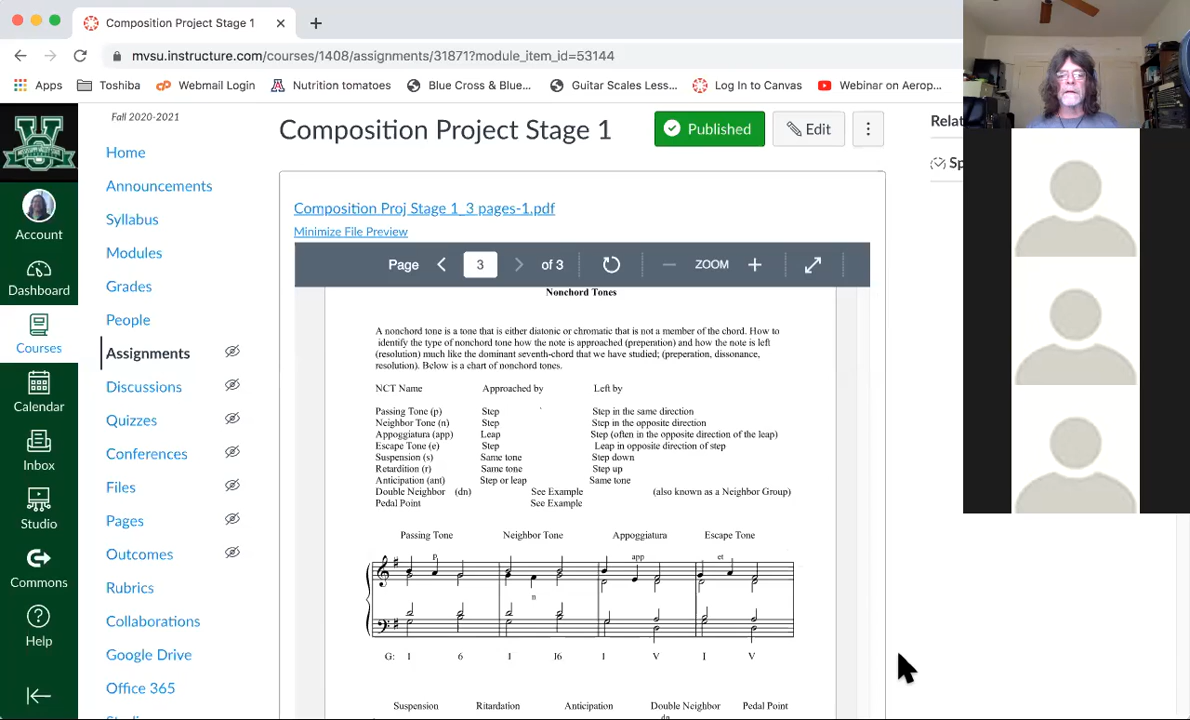 Composition Project Stage 1
mvsu.instructure.com/courses/1408/assignments/31871?module_item_id=53144
Apps Toshiba Webmail Login Nutrition tomatoes Blue Cross & Blue... Guitar Scales Less... Log In to Canvas Webinar on Aerop...
Fall 2020-2021
Home
Announcements
Syllabus
Modules
Grades
People
Assignments
Discussions
Quizzes
Conferences
Files
Pages
Outcomes
Rubrics
Collaborations
Google Drive
Office 365
Account
Dashboard
Courses
Calendar
Inbox
Studio
Commons
Help
Composition Project Stage 1
Published
Edit
Relat
Sp
Composition Proj Stage 1_3 pages-1.pdf
Minimize File Preview
Page 3 of 3 ZOOM
Nonchord Tones
A nonchord tone is a tone that is either diatonic or chromatic that is not a member of the chord. How to
identify the type of nonchord tone how the note is approached (preperation) and how the note is left
(resolution) much like the dominant seventh-chord that we have studied; (preperation, dissonance,
resolution). Below is a chart of nonchord tones.
NCT Name Approached by Left by
Passing Tone (p) Step Step in the same direction
Neighbor Tone (n) Step Step in the opposite direction
Appogiatura (app) Leap Step (often in the opposite direction of the leap)
Escape Tone (e) Step Leap in opposite direction of step
Suspension (s) Same tone Step down
Retardition (r) Same tone Step up
Anticipation (ant) Step or leap Same tone
Double Neighbor (dn) See Example (also known as a Neighbor Group)
Pedal Point See Example
Passing Tone Neighbor Tone Appoggiatura Escape Tone
P app et
n
G: I 6 I I6 I V I V
Suspension Ritardation Anticipation Double Neighbor Pedal Point
dn